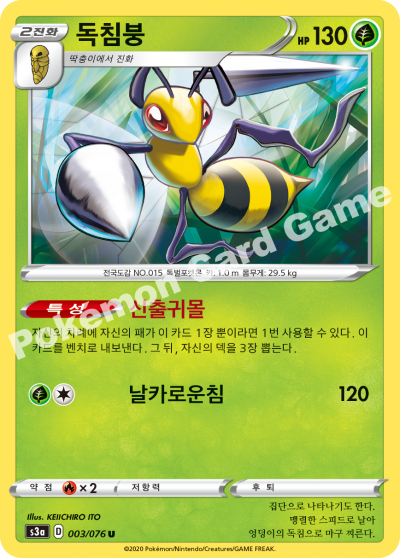 2진화
독침붕
HP 130
딱충이에서 진화
전국도감 NO.015 독벌포켓몬 키: 1.0 m 몸무게: 29.5 kg
특성 신출귀몰
자신의 차례에 자신의 패가 이 카드 1장 뿐이라면 1번 사용할 수 있다. 이
카드를 벤치로 내보낸다. 그 뒤, 자신의 덱을 3장 뽑는다.
날카로운침 120
약점 ×2 저항력 후퇴
Illus. KEIICHIRO ITO
s3a D 003/076 U
집단으로 나타나기도 한다.
맹렬한 스피드로 날아
엉덩이의 독침으로 마구 찌른다.
©2020 Pokémon/Nintendo/Creatures/GAME FREAK.
Pokémon Card Game